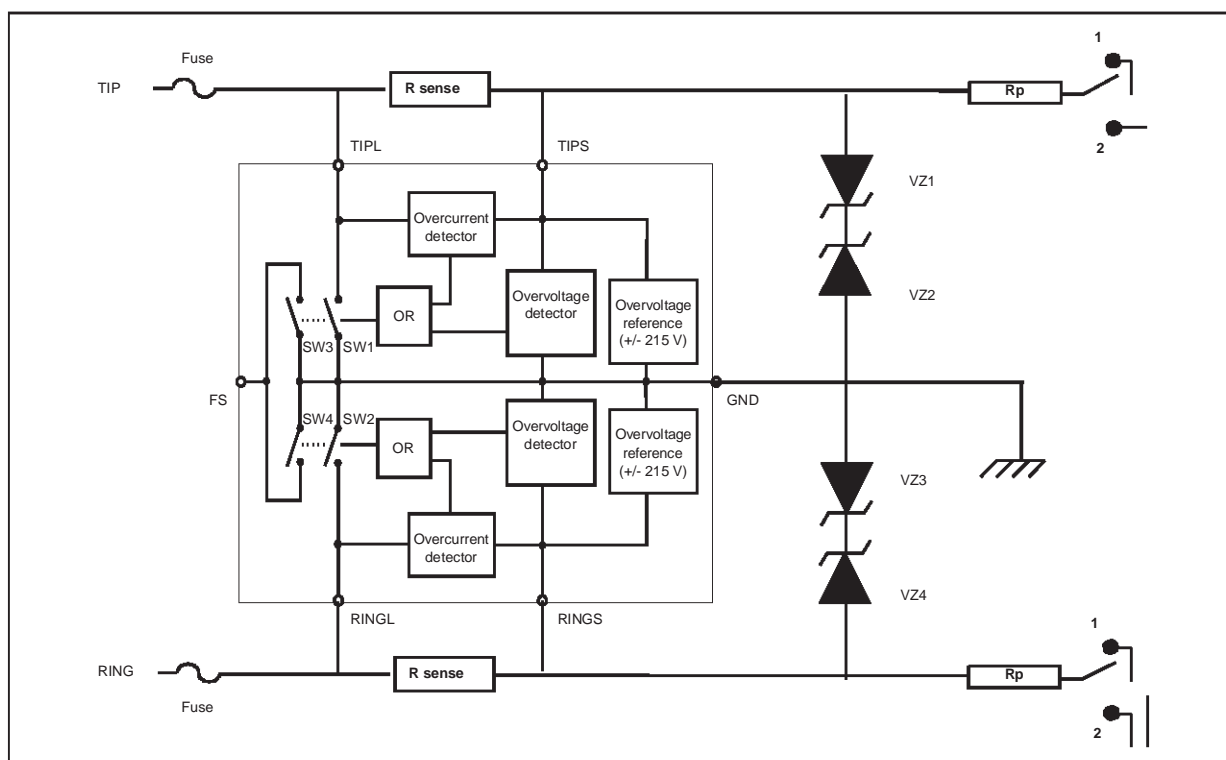 Fuse
TIP
R sense
Rp
1
2
TIPL
TIPS
VZ1
Overcurrent
detector
VZ2
OR
Overvoltage
detector
Overvoltage
reference
(+/- 215 V)
SW3
SW1
FS
GND
SW4
SW2
OR
Overvoltage
detector
Overvoltage
reference
(+/- 215 V)
VZ3
Overcurrent
detector
VZ4
RINGL
RINGS
1
RING
R sense
Rp
Fuse
2